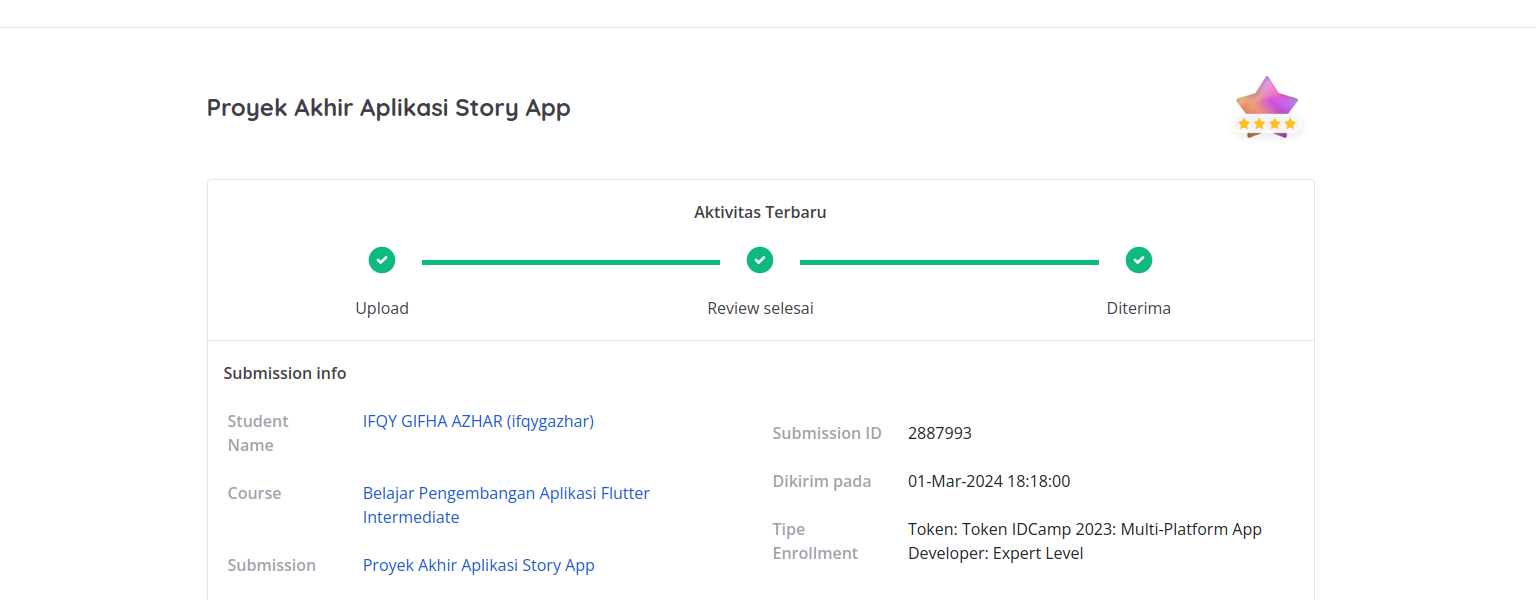 Proyek Akhir Aplikasi Story App
Aktivitas Terbaru
Upload
Review selesai
Diterima
Submission info
Student
Name
IFQY GIFHA AZHAR (ifqygazhar)
Course
Belajar Pengembangan Aplikasi Flutter
Intermediate
Submission
Proyek Akhir Aplikasi Story App
Submission ID
2887993
Dikirim pada
01-Mar-2024 18:18:00
Tipe
Enrollment
Token: Token IDCamp 2023: Multi-Platform App
Developer: Expert Level